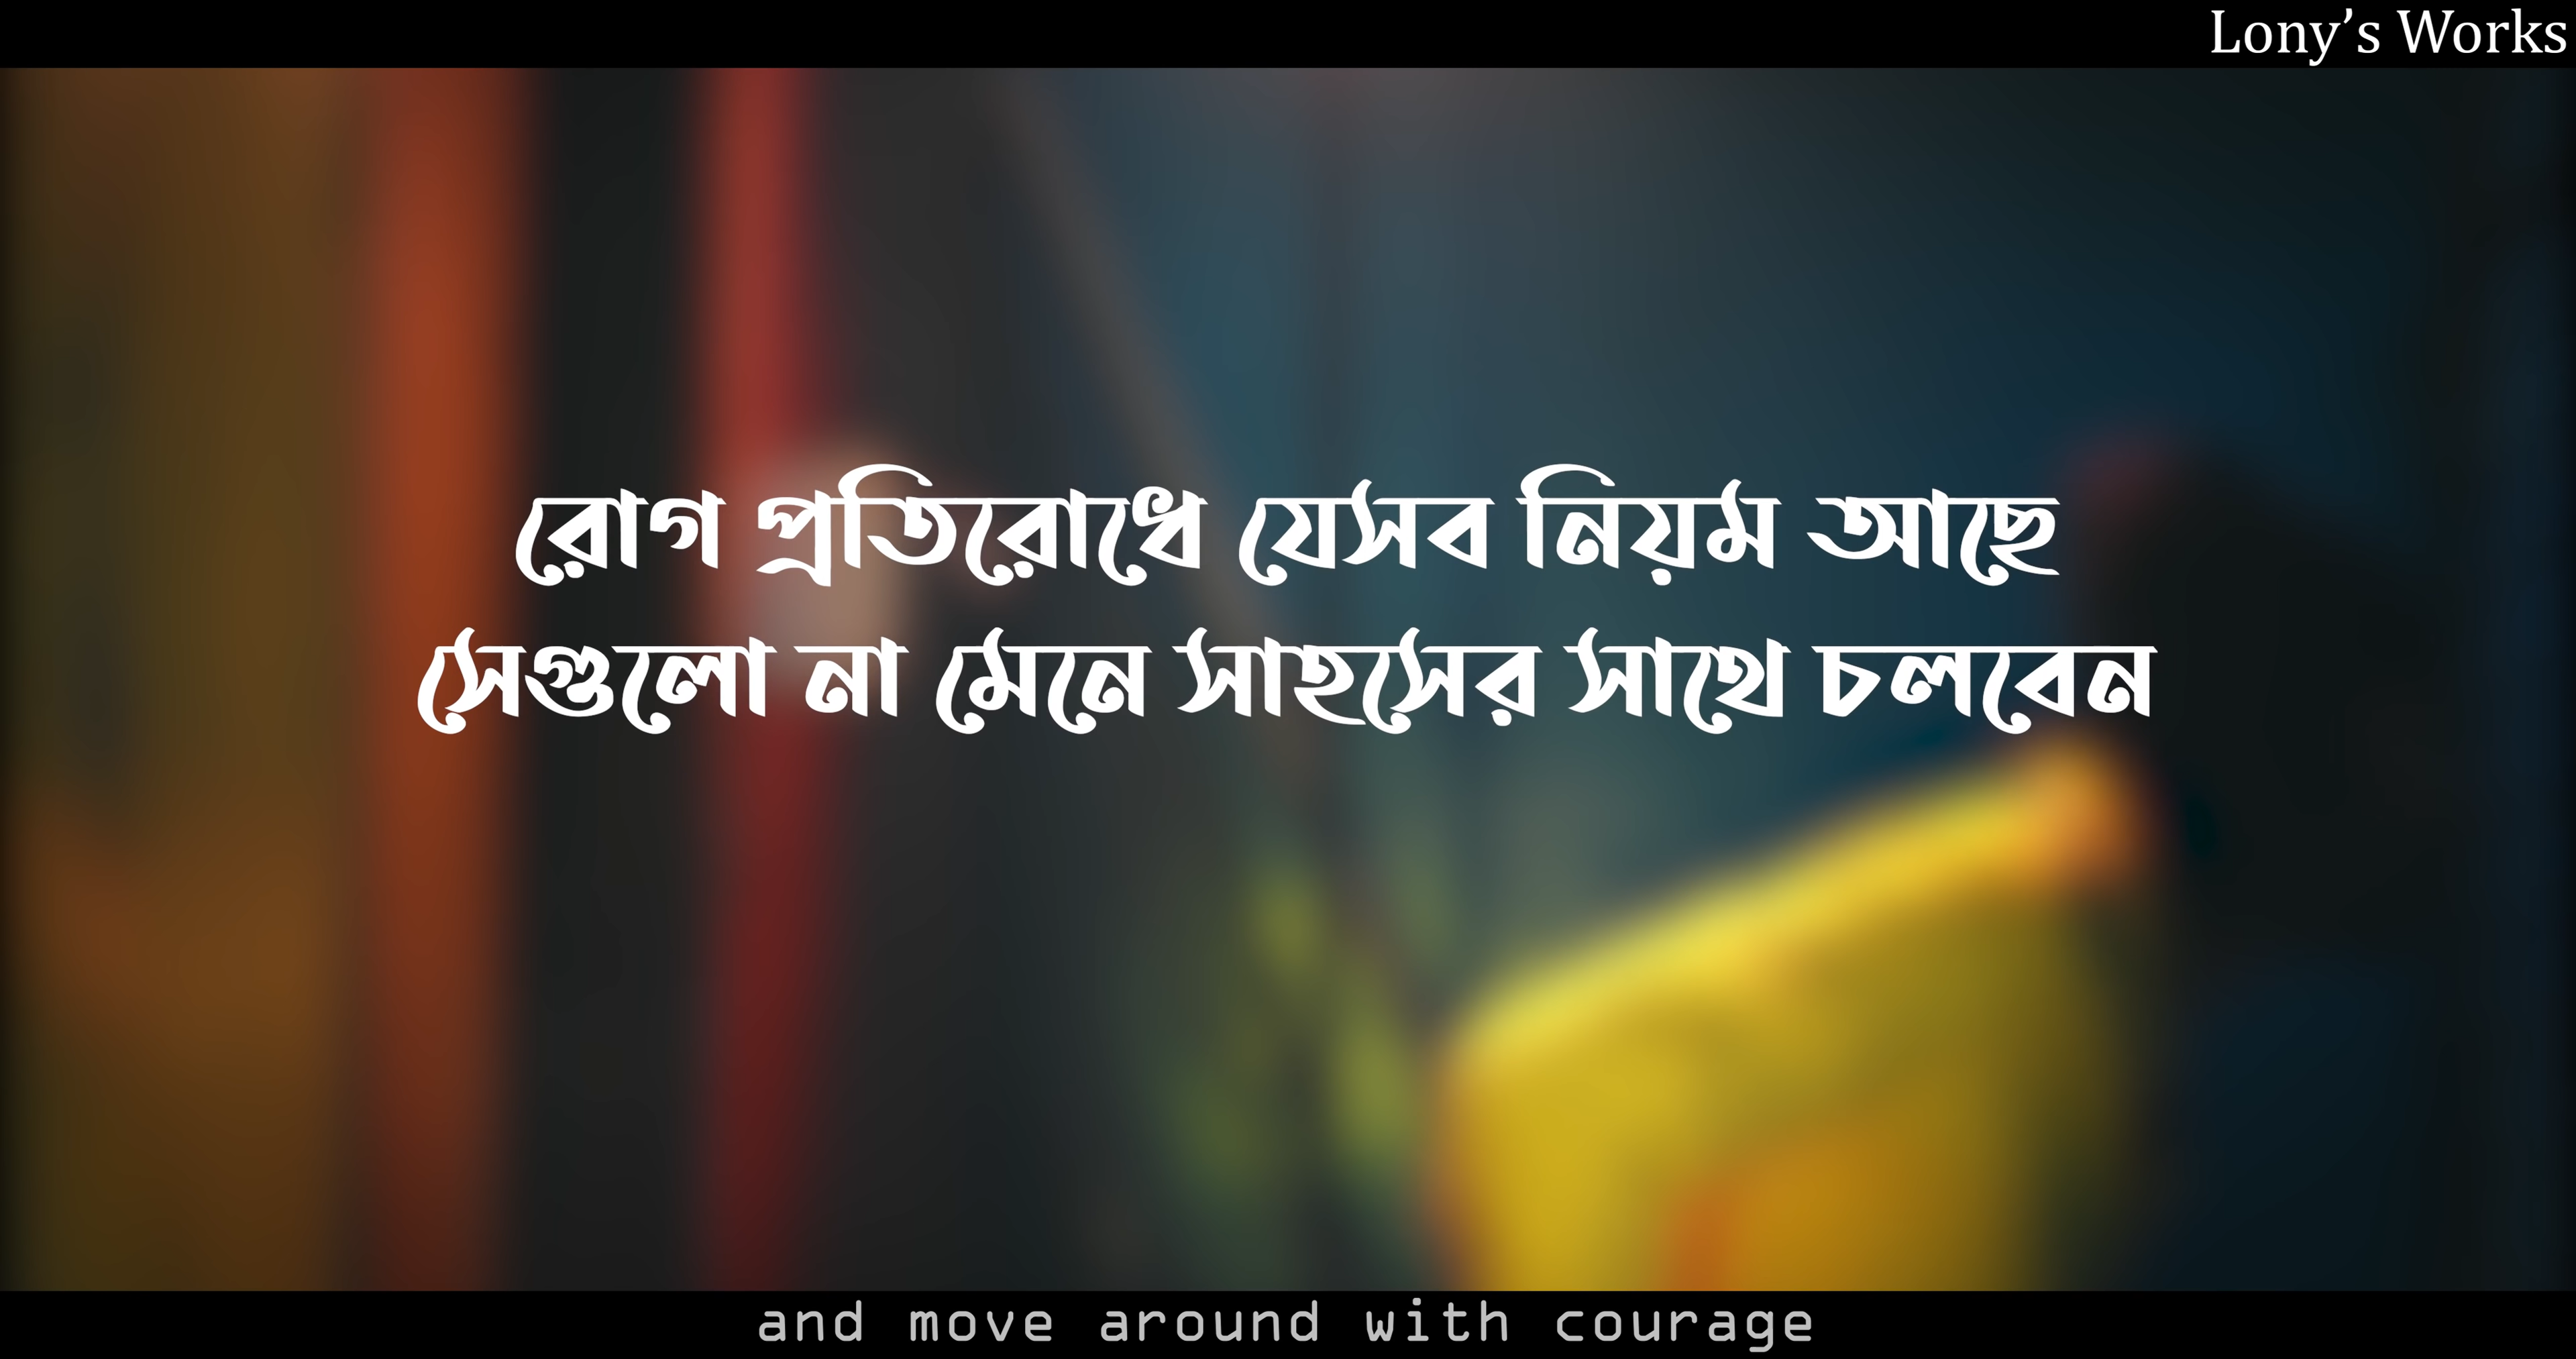 Lony’s Works
রোগ প্রতিরোধে যেসব নিয়ম আছে
সেগুলো না মেনে সাহসের সাথে চলবেন
and move around with courage